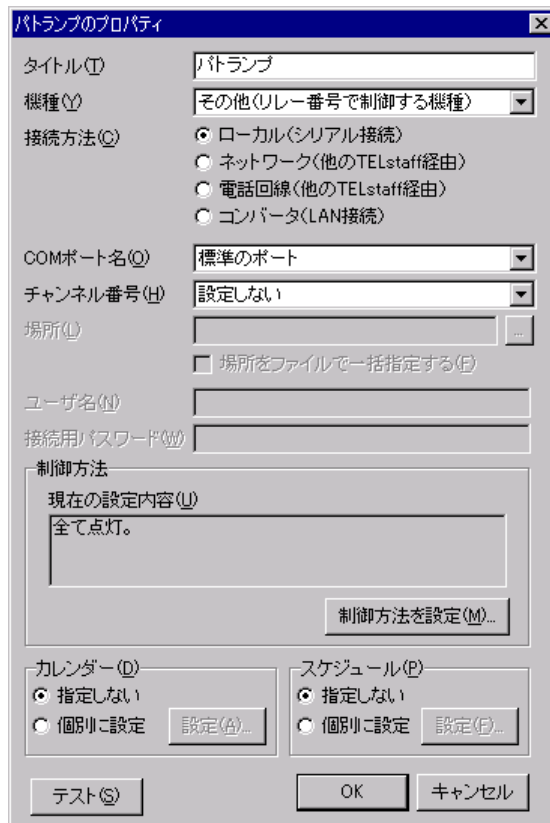 パトランプのプロパティ
タイトル(T) パトランプ
機種(Y) その他(リレー番号で制御する機種)
接続方法(C) ローカル(シリアル接続)
ネットワーク(他のTELstaff経由)
電話回線(他のTELstaff経由)
コンバータ(LAN接続)
COMポート名(O) 標準のポート
チャンネル番号(H) 設定しない
場所(L) ...
場所をファイルで一括指定する(F)
ユーザ名(N)
接続用パスワード(W)
制御方法
現在の設定内容(U)
全て点灯。
制御方法を設定(M)...
カレンダー(D) スケジュール(P)
指定しない 指定しない
個別に設定 設定(A)... 個別に設定 設定(F)...
テスト(S) OK キャンセル